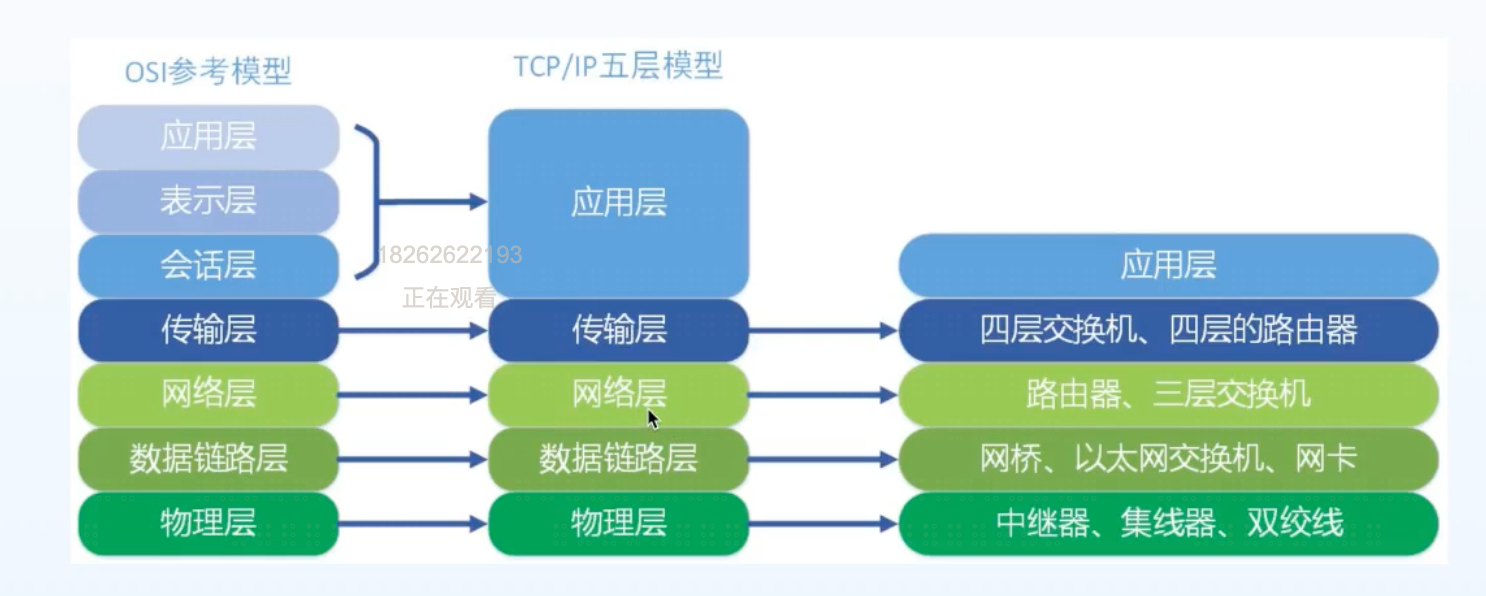 OSI参考模型
TCP/IP五层模型
应用层
表示层
会话层
传输层
网络层
数据链路层
物理层
应用层
传输层
网络层
数据链路层
物理层
应用层
四层交换机、四层的路由器
路由器、三层交换机
网桥、以太网交换机、网卡
中继器、集线器、双绞线
18262622193
正在观看